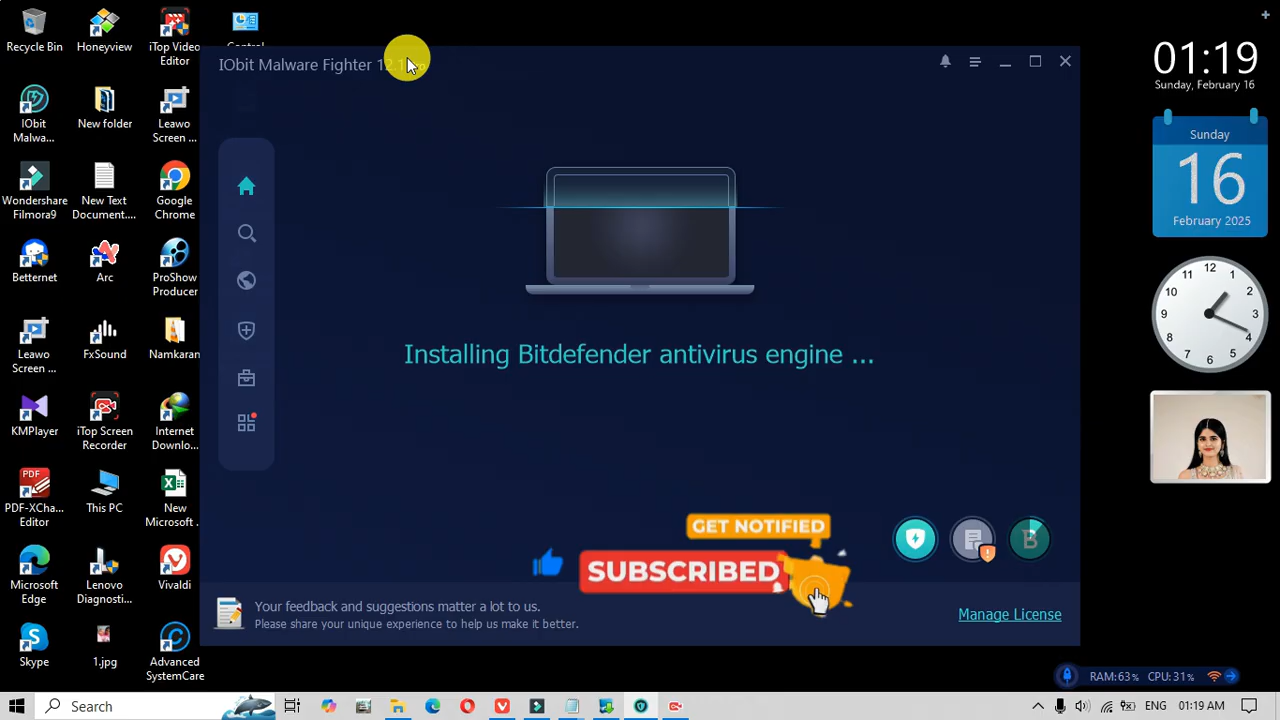 Recycle Bin
Honeyview
iTop Video
Editor
IObit
Malwa...
New folder
Leawo
Screen ...
Wondershare
Filmora9
New Text
Document....
Google
Chrome
Betternet
Arc
ProShow
Producer
Leawo
Screen ...
FxSound
Namkaran
KMPlayer
iTop Screen
Recorder
Internet
Downlo...
PDF
PDF-XCha...
Editor
This PC
New
Microsoft ...
Microsoft
Edge
Lenovo
Diagnosti...
Vivaldi
Skype
1.jpg
Advanced
SystemCare
IObit Malware Fighter 12.1
Installing Bitdefender antivirus engine ...
B
GET NOTIFIED
SUBSCRIBED
Your feedback and suggestions matter a lot to us.
Please share your unique experience to help us make it better.
Manage License
01:19
Sunday, February 16
Sunday
16
February 2025
12
1
2
3
4
5
6
7
8
9
10
11
RAM:63% CPU:31%
Search
ENG
01:19 AM